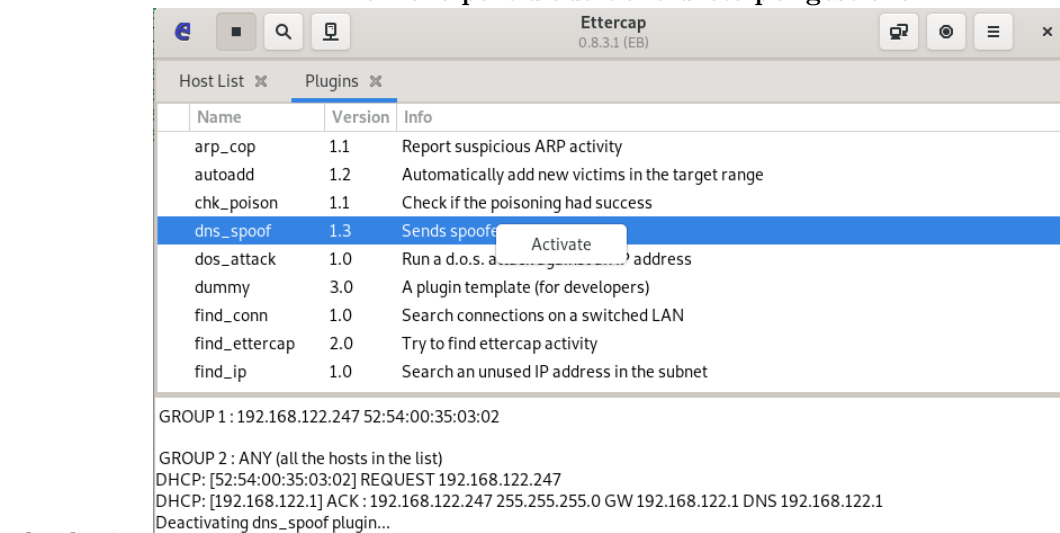 Ettercap
0.8.3.1 (EB)
Host List
Plugins
Name Version Info
arp_cop 1.1 Report suspicious ARP activity
autoadd 1.2 Automatically add new victims in the target range
chk_poison 1.1 Check if the poisoning had success
dns_spoof 1.3 Sends spoofe
Activate
dos_attack 1.0 Run a d.o.s. address
dummy 3.0 A plugin template (for developers)
find_conn 1.0 Search connections on a switched LAN
find_ettercap 2.0 Try to find ettercap activity
find_ip 1.0 Search an unused IP address in the subnet
GROUP 1 : 192.168.122.247 52:54:00:35:03:02
GROUP 2 : ANY (all the hosts in the list)
DHCP: [52:54:00:35:03:02] REQUEST 192.168.122.247
DHCP: [192.168.122.1] ACK : 192.168.122.247 255.255.255.0 GW 192.168.122.1 DNS 192.168.122.1
Deactivating dns_spoof plugin...